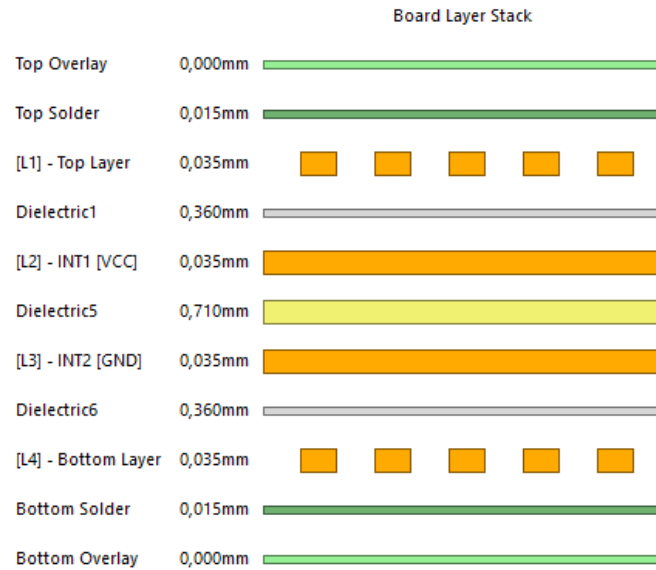 Board Layer Stack
Top Overlay 0,000mm
Top Solder 0,015mm
[L1] - Top Layer 0,035mm
Dielectric1 0,360mm
[L2] - INT1 [VCC] 0,035mm
Dielectric5 0,710mm
[L3] - INT2 [GND] 0,035mm
Dielectric6 0,360mm
[L4] - Bottom Layer 0,035mm
Bottom Solder 0,015mm
Bottom Overlay 0,000mm